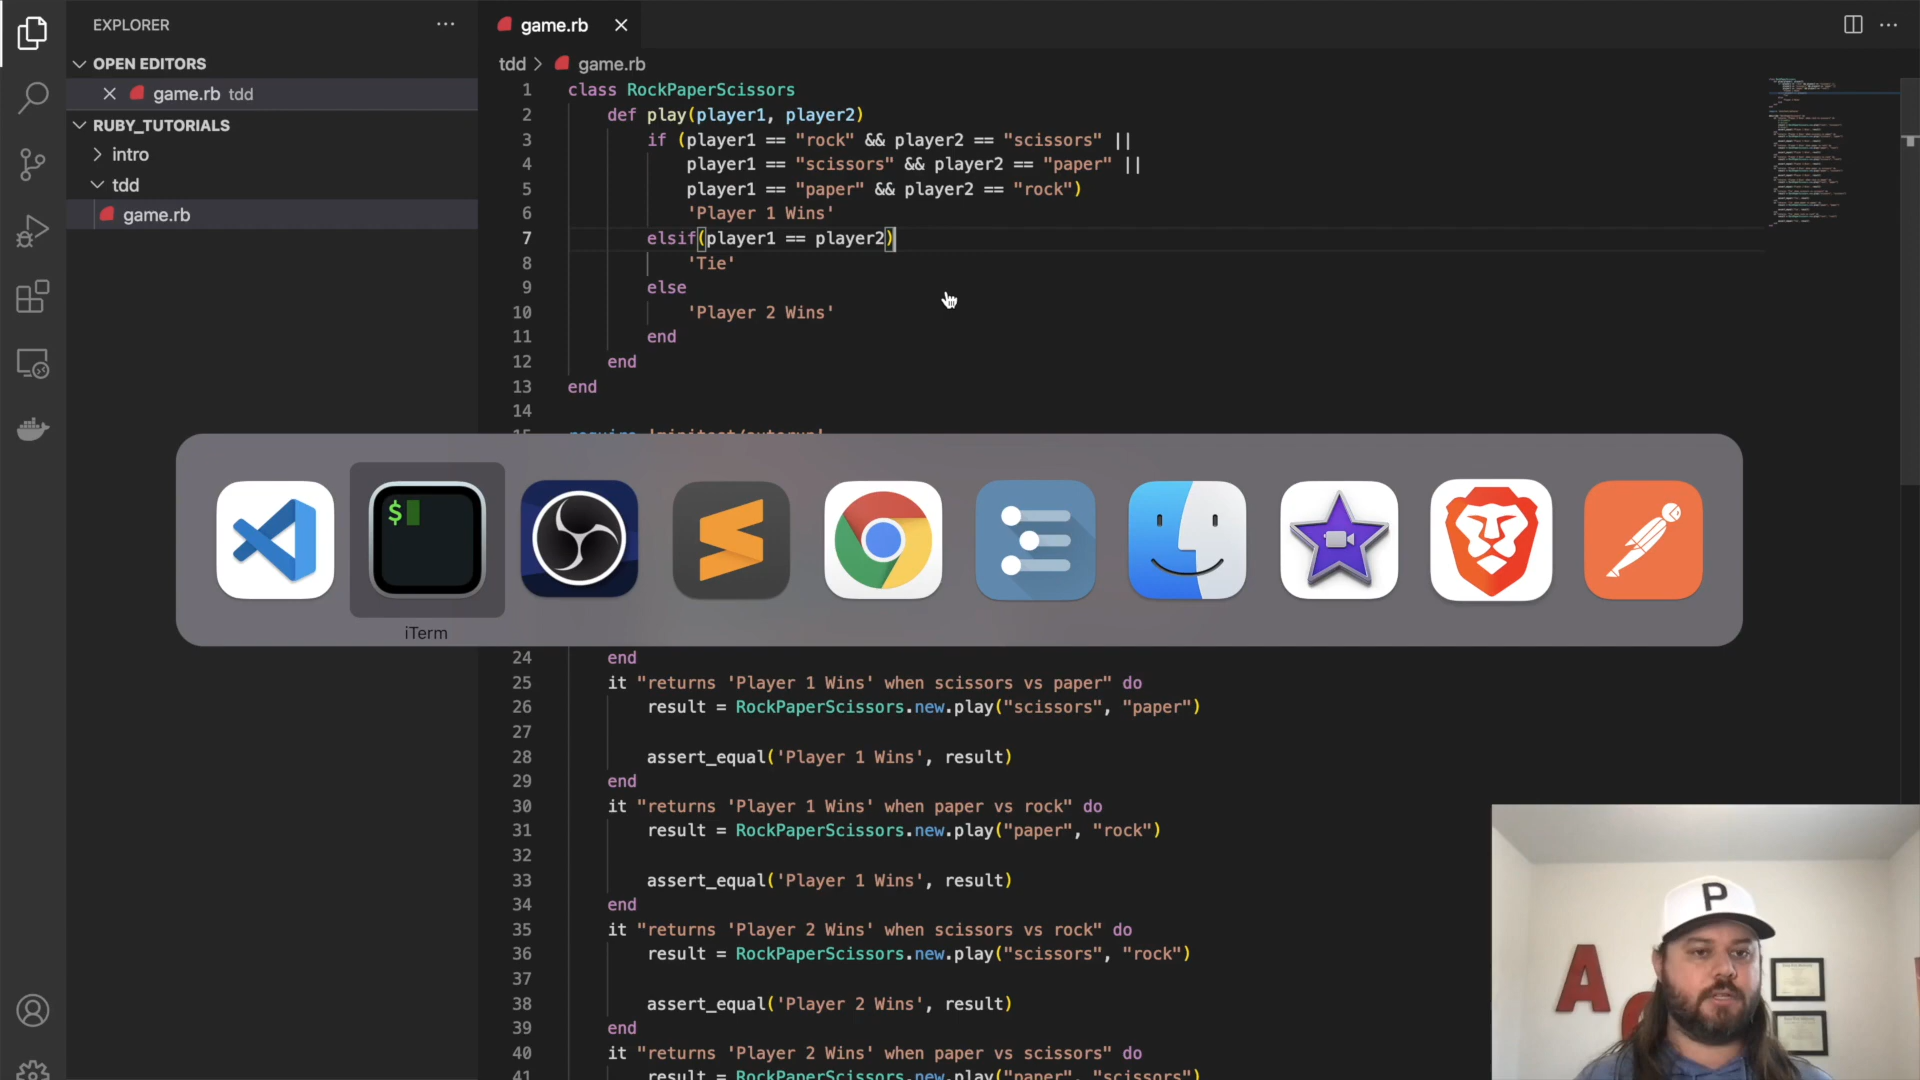 EXPLORER
game.rb
OPEN EDITORS
tdd
game.rb
game.rb tdd
RUBY_TUTORIALS
intro
tdd
game.rb
1 class RockPaperScissors
2 def play(player1, player2)
3 if (player1 == "rock" && player2 == "scissors" ||
4 player1 == "scissors" && player2 == "paper" ||
5 player1 == "paper" && player2 == "rock")
6 'Player 1 Wins'
7 elsif(player1 == player2)
8 'Tie'
9 else
10 'Player 2 Wins'
11 end
12 end
13 end
14
$
iTerm
24 end
25 it "returns 'Player 1 Wins' when scissors vs paper" do
26 result = RockPaperScissors.new.play("scissors", "paper")
27
28 assert_equal('Player 1 Wins', result)
29 end
30 it "returns 'Player 1 Wins' when paper vs rock" do
31 result = RockPaperScissors.new.play("paper", "rock")
32
33 assert_equal('Player 1 Wins', result)
34 end
35 it "returns 'Player 2 Wins' when scissors vs rock" do
36 result = RockPaperScissors.new.play("scissors", "rock")
37
38 assert_equal('Player 2 Wins', result)
39 end
40 it "returns 'Player 2 Wins' when paper vs scissors" do
41 result = RockPaperScissors.new.play("paper", "scissors")
P
A